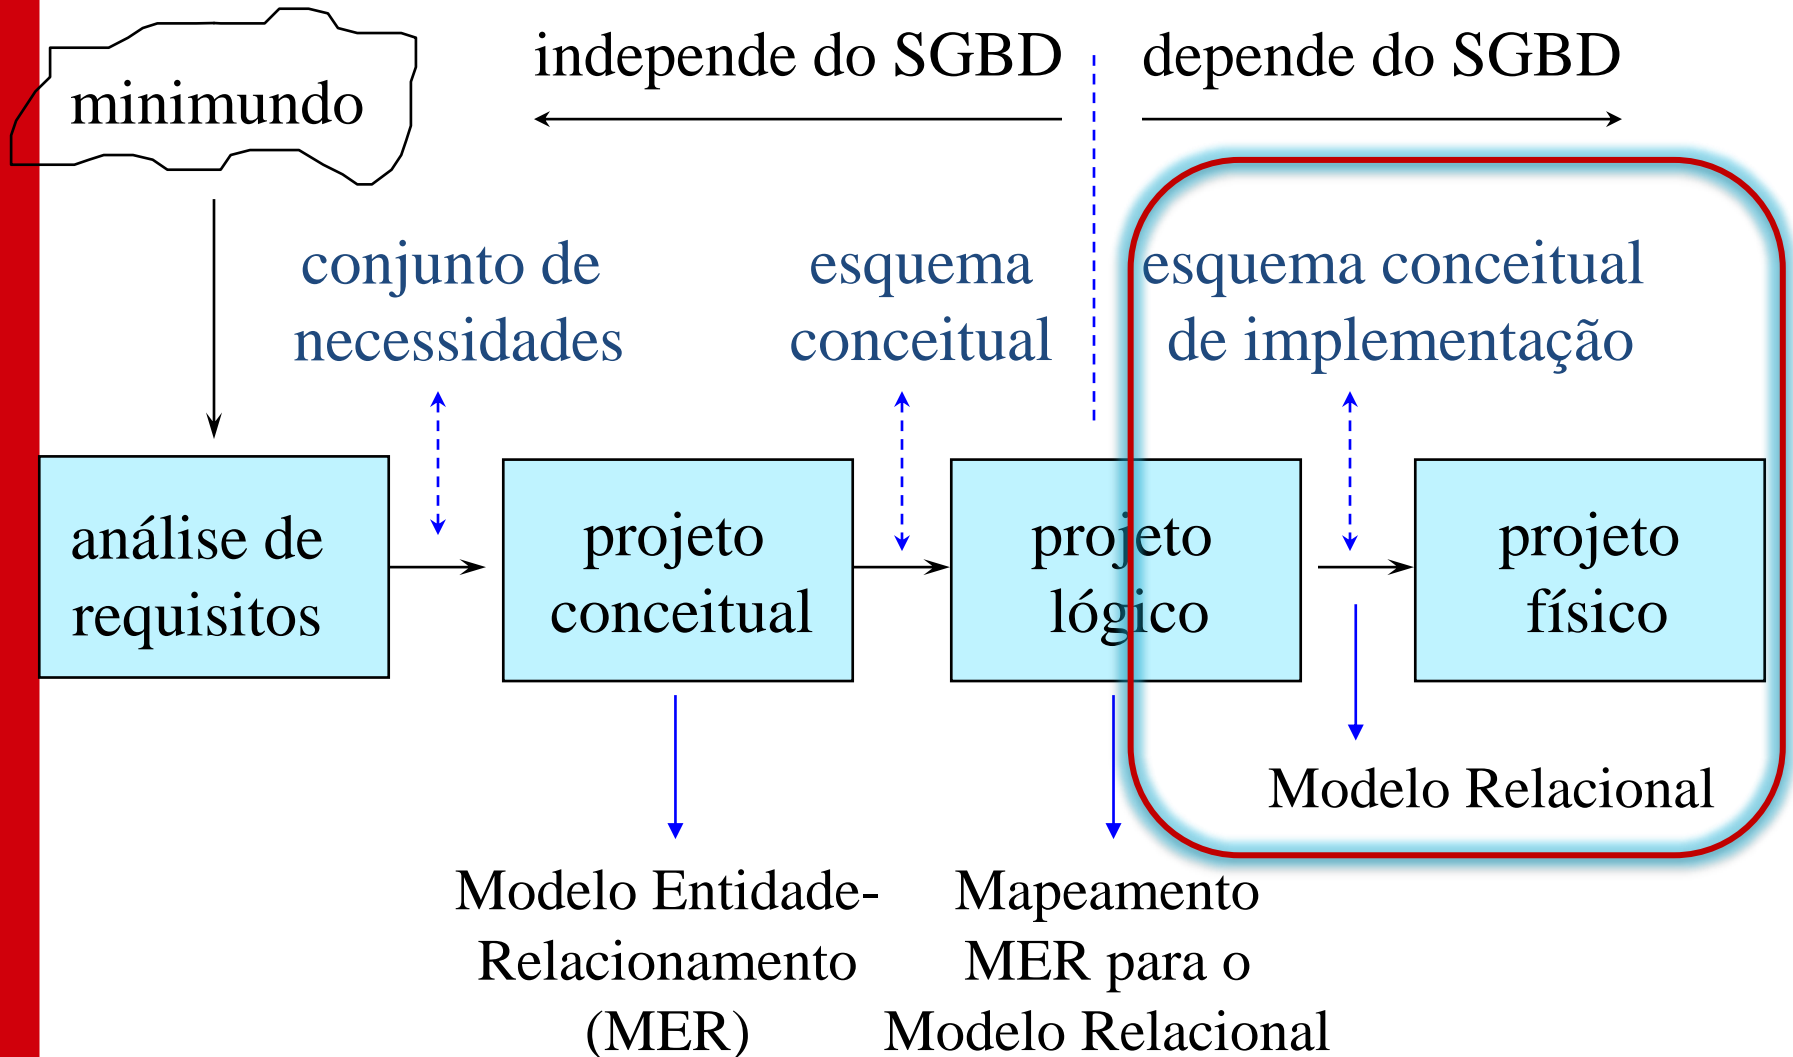 minimundo
independe do SGBD
depende do SGBD
conjunto de
necessidades
esquema
conceitual
esquema conceitual
de implementação
análise de
requisitos
projeto
conceitual
projeto
lógico
projeto
físico
Modelo Relacional
Modelo Entidade-
Relacionamento
(MER)
Mapeamento
MER para o
Modelo Relacional